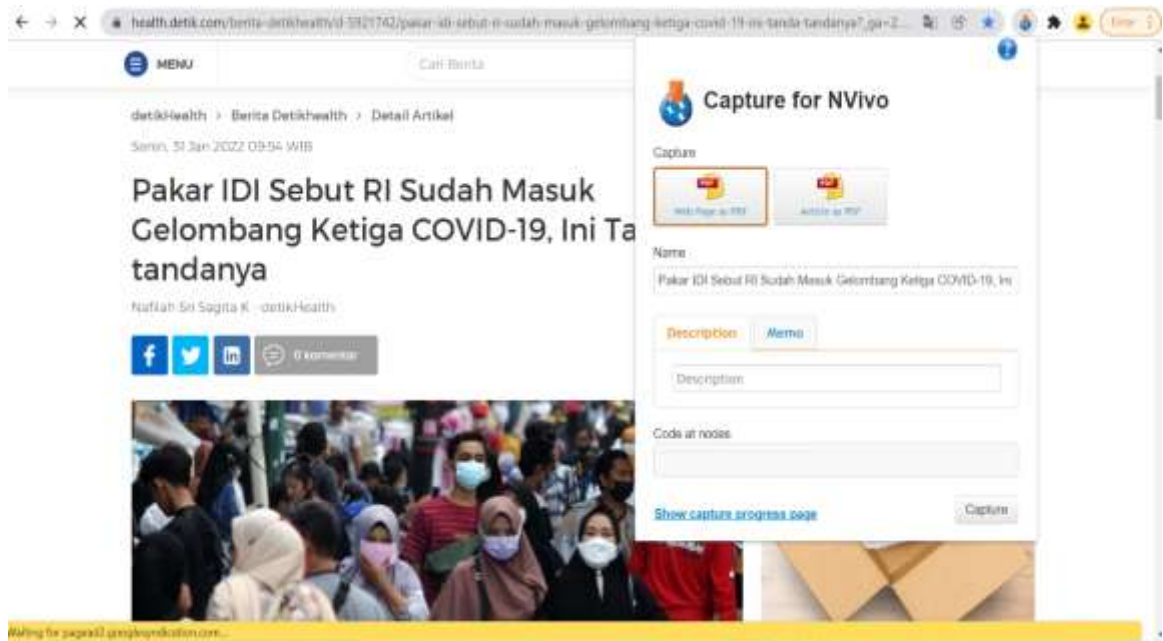 health.detik.com/berita-detikhealth/d-5921742/pakar-idi-sebut-ri-sudah-masuk-gelombang-ketiga-covid-19-ini-tanda-tandanya?_ga=2...
Error
MENU
Cari Berita
detikHealth > Berita Detikhealth > Detail Artikel
Senin, 31 Jan 2022 09:54 WIB
Pakar IDI Sebut RI Sudah Masuk
Gelombang Ketiga COVID-19, Ini Ta
tandanya
Nafilah Sri Sagita K - detikHealth
f
in
0 komentar
?
Capture for NVivo
Capture
PDF
Web Page as PDF
PDF
Article as PDF
Name
Pakar IDI Sebut RI Sudah Masuk Gelombang Ketiga COVID-19, Ini
Description
Memo
Description
Code at nodes
Show capture progress page
Capture
Waiting for pagead2.googlesyndication.com...